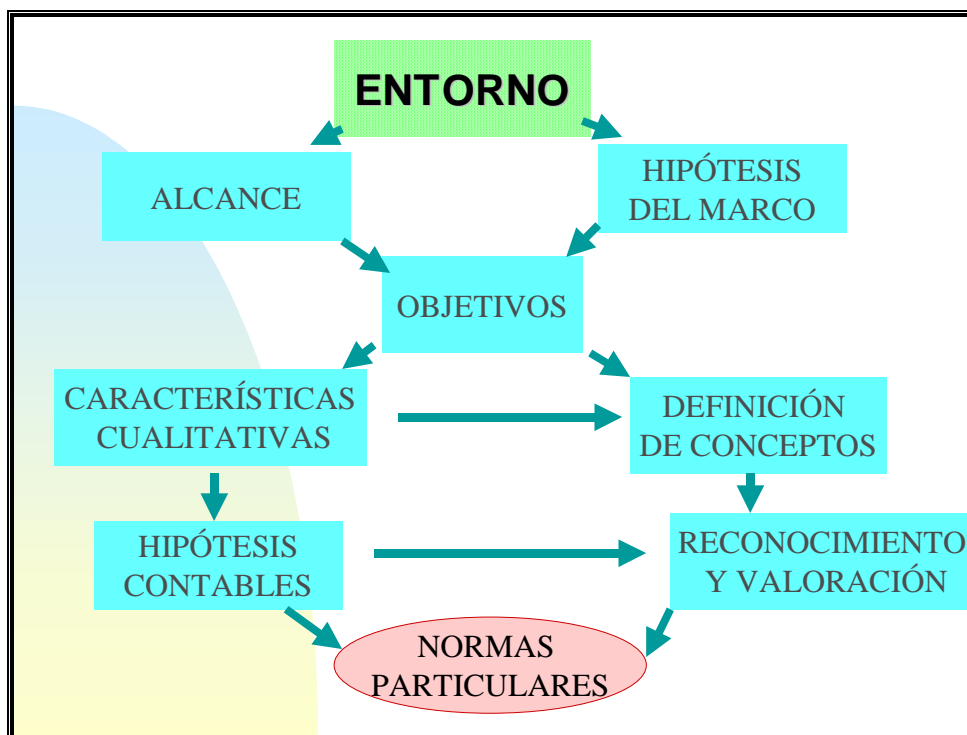 ENTORNO
ALCANCE
HIPÓTESIS
DEL MARCO
OBJETIVOS
CARACTERÍSTICAS
CUALITATIVAS
DEFINICIÓN
DE CONCEPTOS
HIPÓTESIS
CONTABLES
RECONOCIMIENTO
Y VALORACIÓN
NORMAS
PARTICULARES